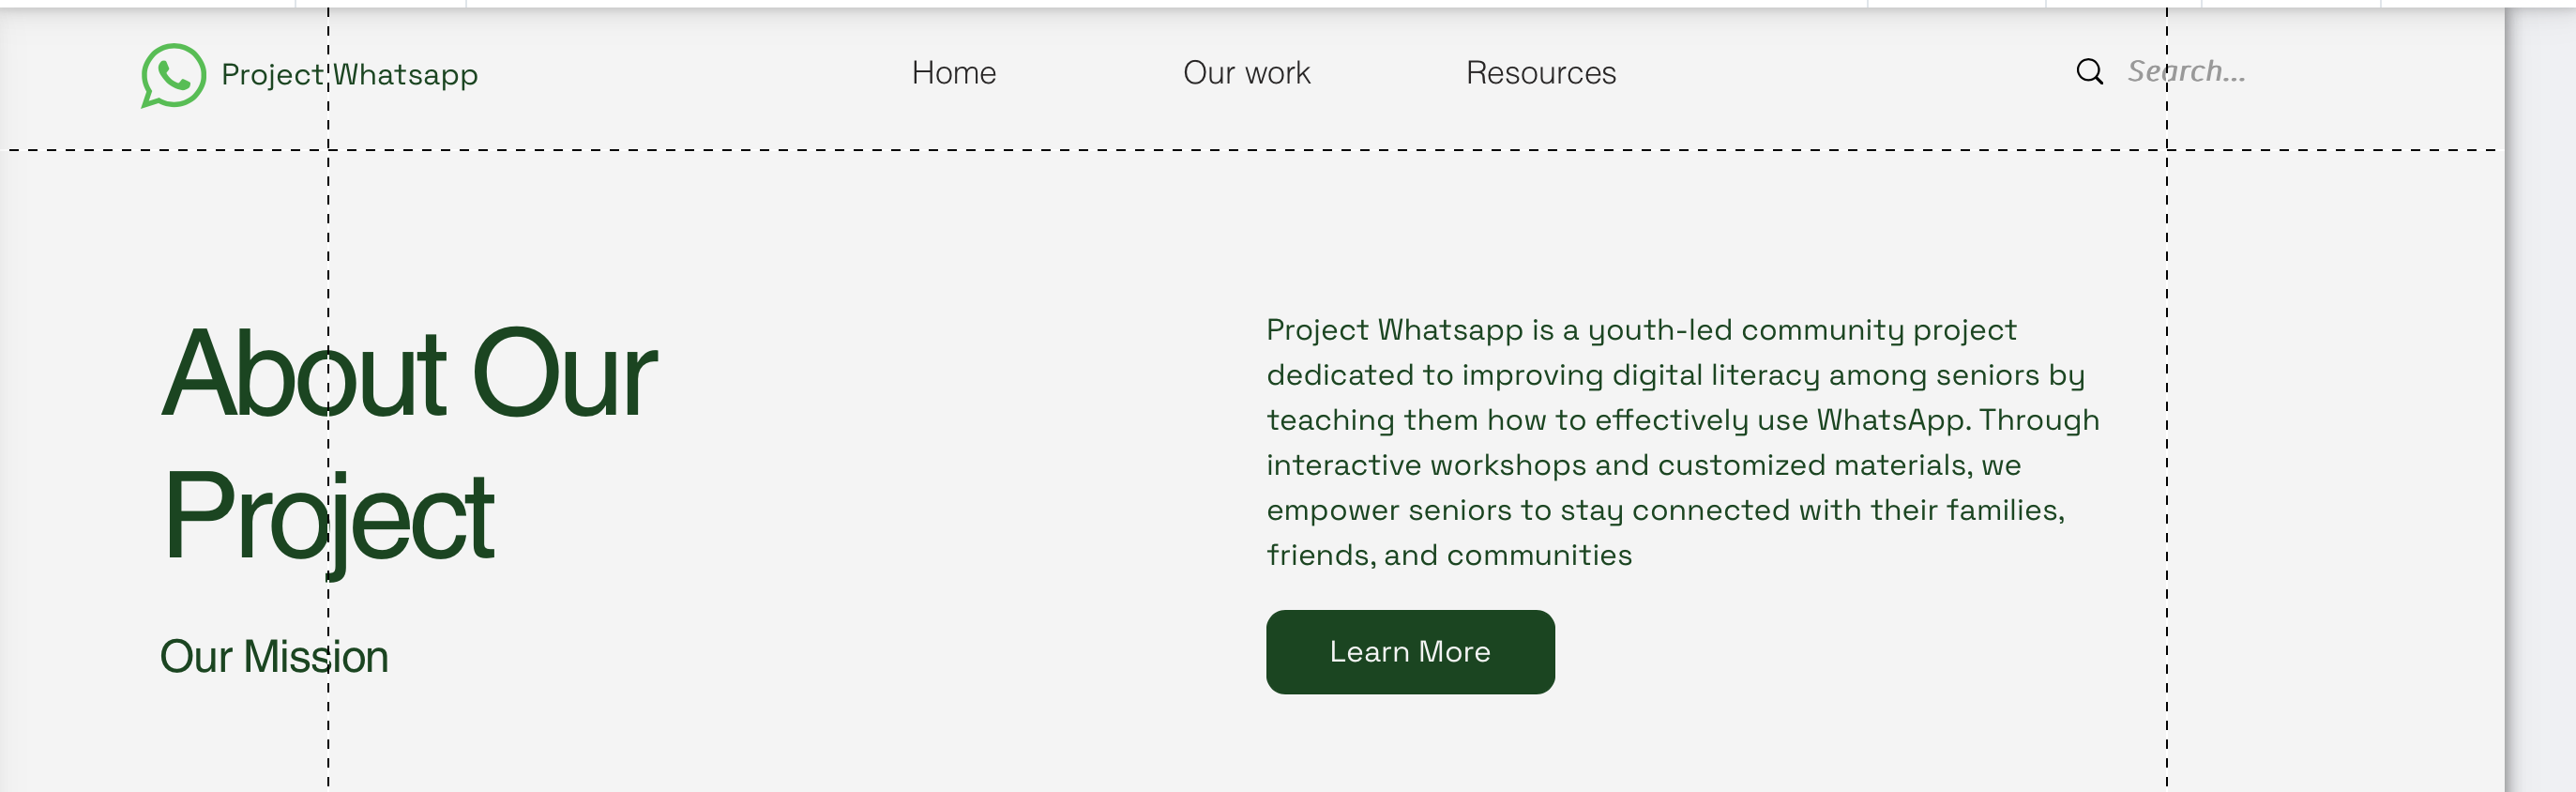 Project Whatsapp
Home
Our work
Resources
Search...
About Our
Project
Our Mission
Project Whatsapp is a youth-led community project
dedicated to improving digital literacy among seniors by
teaching them how to effectively use WhatsApp. Through
interactive workshops and customized materials, we
empower seniors to stay connected with their families,
friends, and communities
Learn More